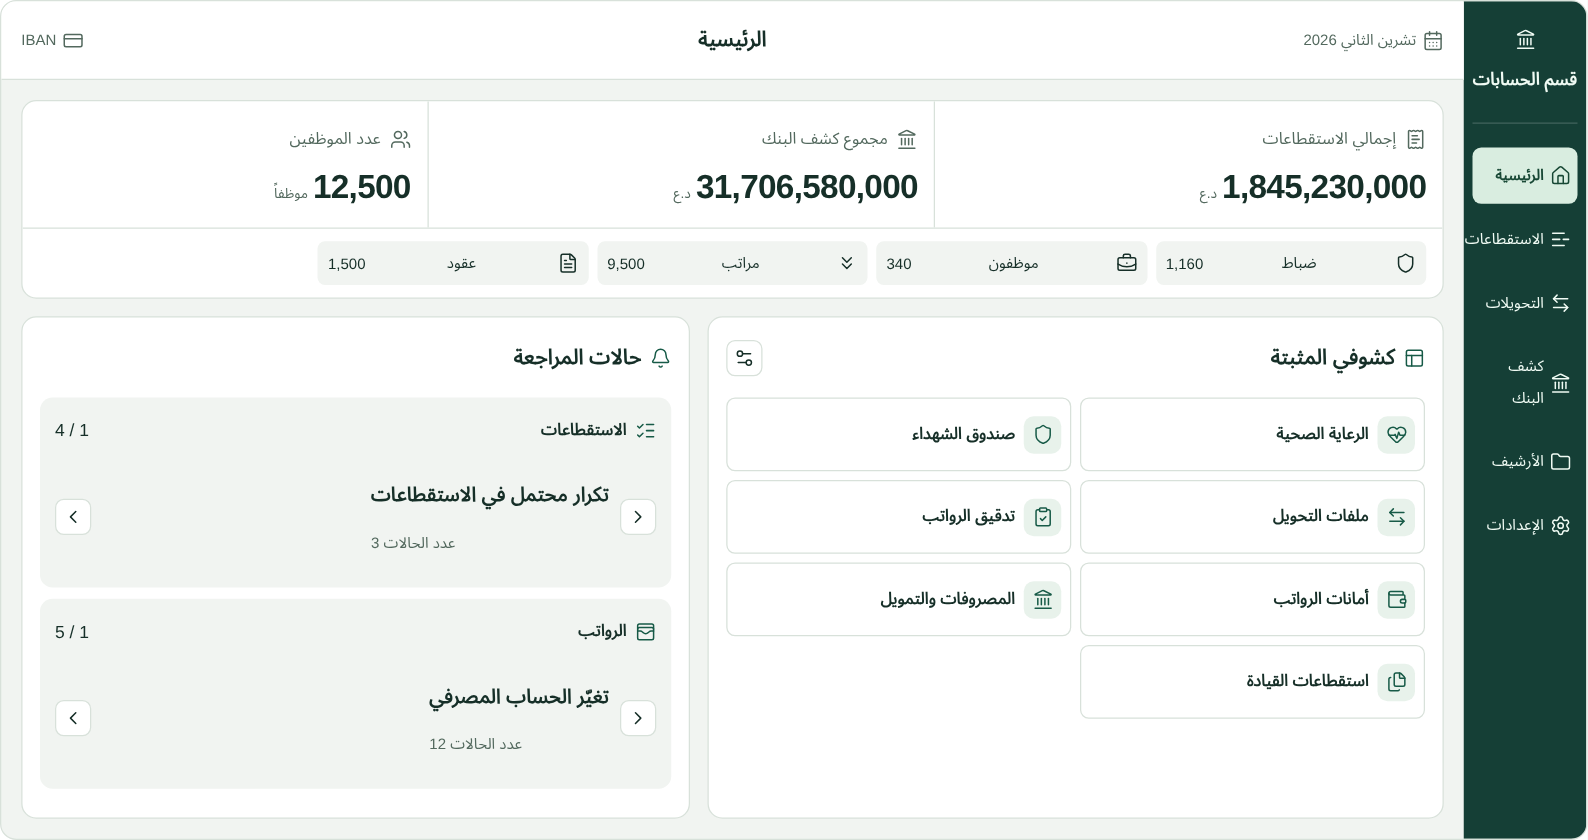 قسم الحسابات
الرئيسية
الاستقطاعات
التحويلات
كشف
البنك
الأرشيف
الإعدادات
تشرين الثاني 2026
الرئيسية
IBAN
إجمالي الاستقطاعات
1,845,230,000 د.ع
مجموع كشف البنك
31,706,580,000 د.ع
عدد الموظفين
12,500 موظفاً
ضباط 1,160
موظفون 340
مراتب 9,500
عقود 1,500
كشوفي المثبتة
الرعاية الصحية
صندوق الشهداء
ملفات التحويل
تدقيق الرواتب
أمانات الرواتب
المصروفات والتمويل
استقطاعات القيادة
حالات المراجعة
الاستقطاعات
4 / 1
تكرار محتمل في الاستقطاعات
عدد الحالات 3
الرواتب
5 / 1
تغيّر الحساب المصرفي
عدد الحالات 12